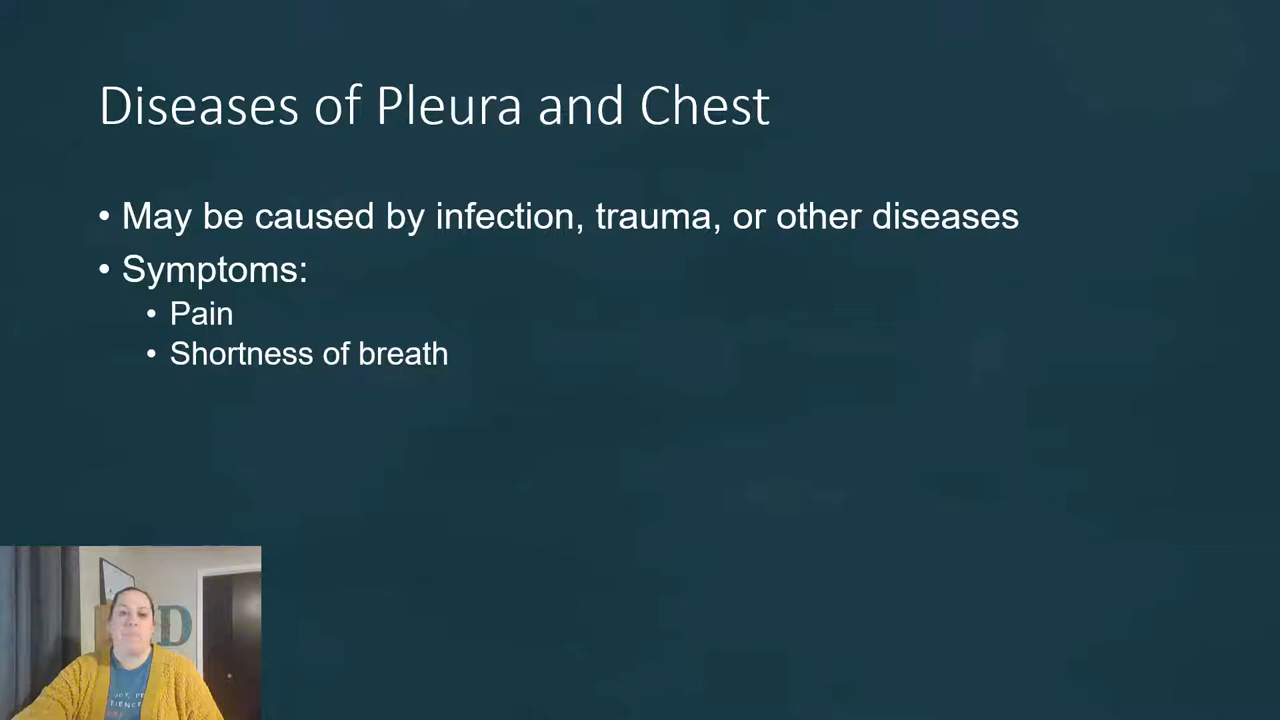 Diseases of Pleura and Chest
• May be caused by infection, trauma, or other diseases
• Symptoms:
• Pain
• Shortness of breath
D